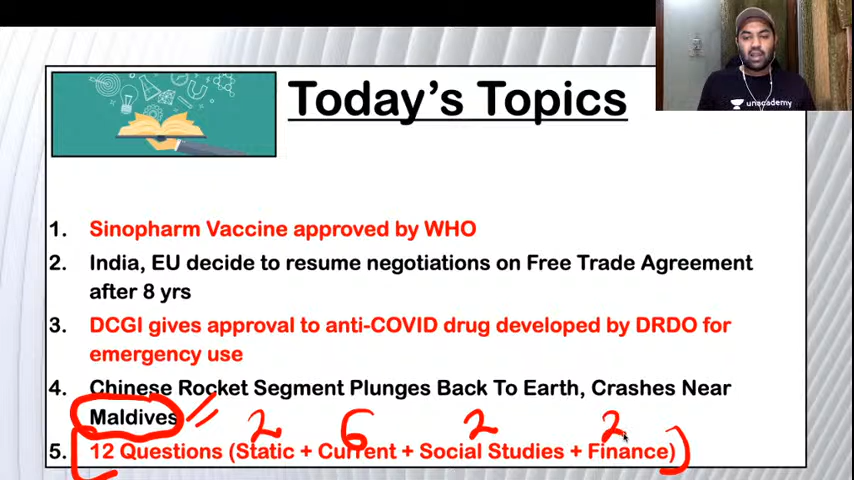 Today's Topics
unacademy
1. Sinopharm Vaccine approved by WHO
2. India, EU decide to resume negotiations on Free Trade Agreement
after 8 yrs
3. DCGI gives approval to anti-COVID drug developed by DRDO for
emergency use
4. Chinese Rocket Segment Plunges Back To Earth, Crashes Near
Maldives
2 6 2 2
5. 12 Questions (Static + Current + Social Studies + Finance)